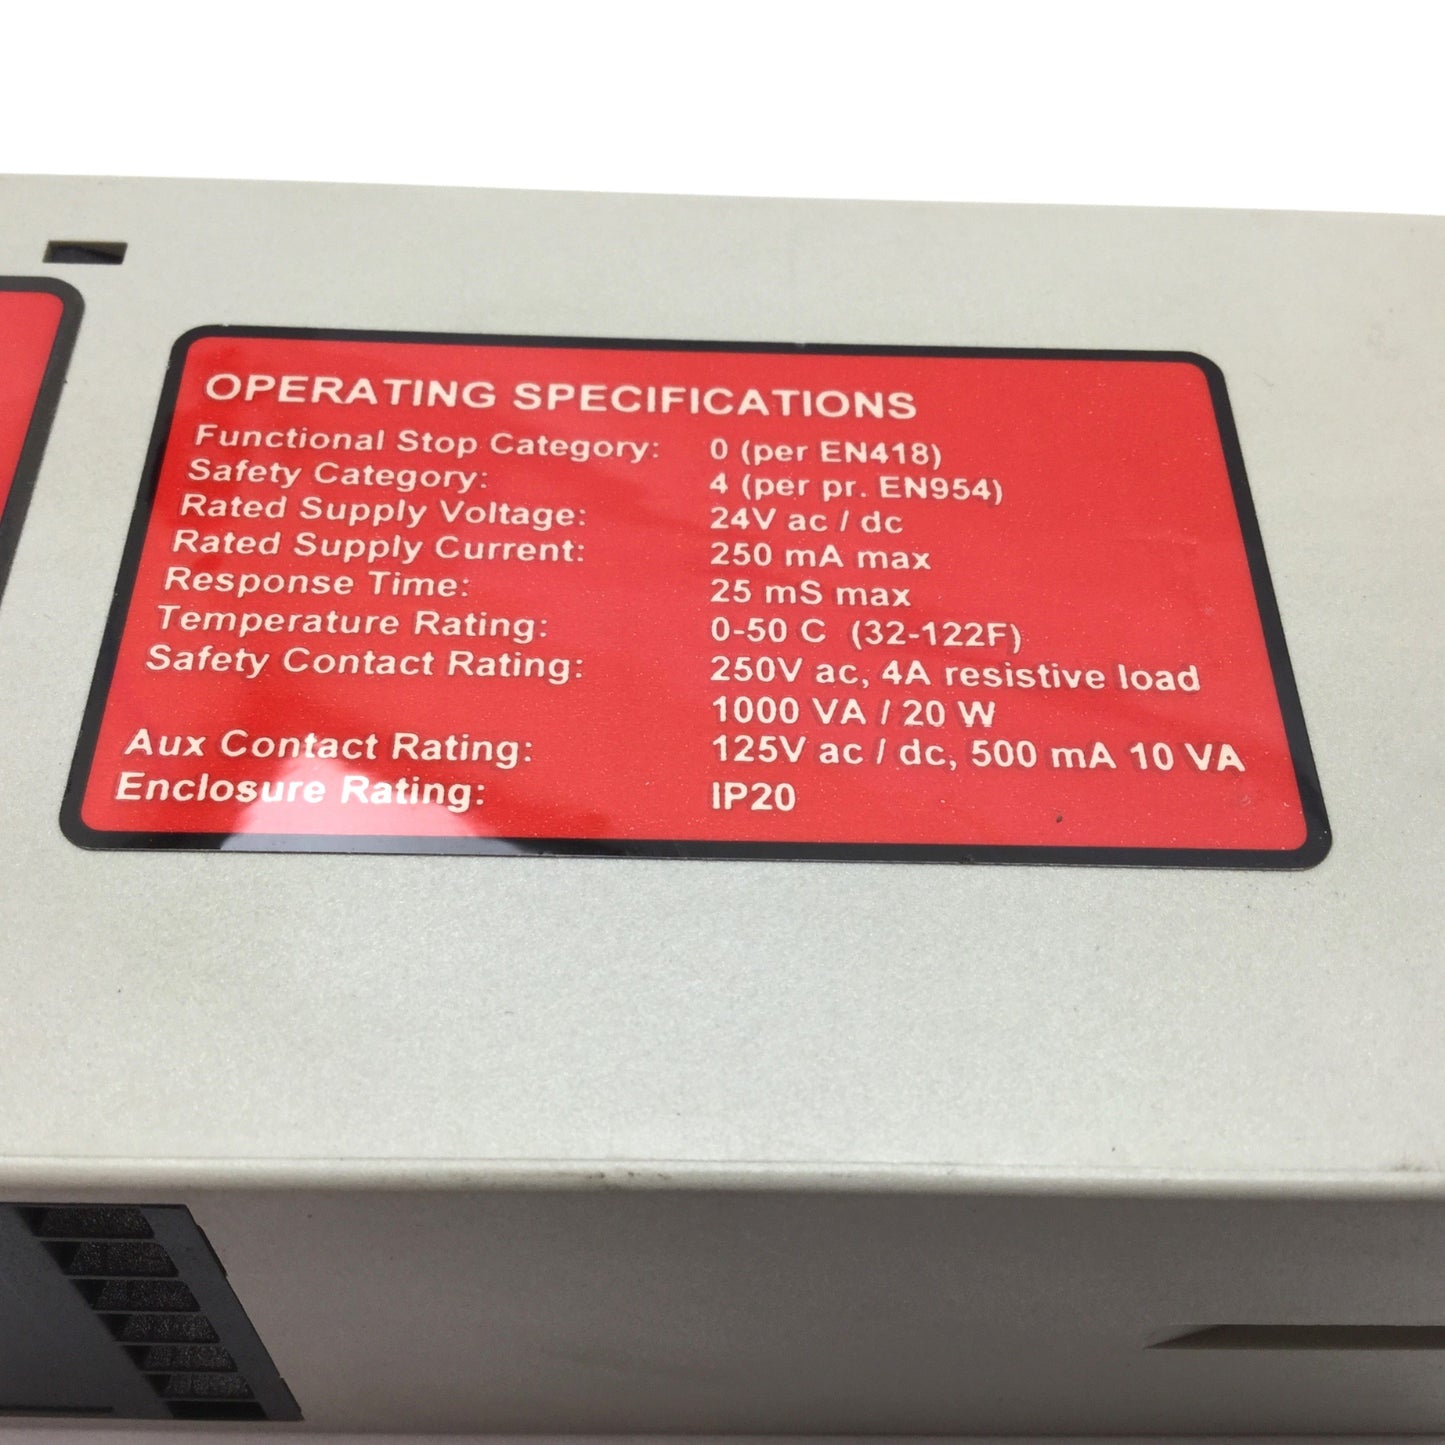 OPERATING SPECIFICATIONS
Functional Stop Category: 0 (per EN418)
Safety Category: 4 (per pr. EN954)
Rated Supply Voltage: 24V ac / dc
Rated Supply Current: 250 mA max
Response Time: 25 mS max
Temperature Rating: 0-50 C (32-122F)
Safety Contact Rating: 250V ac, 4A resistive load
1000 VA / 20 W
Aux Contact Rating: 125V ac / dc, 500 mA 10 VA
Enclosure Rating: IP20